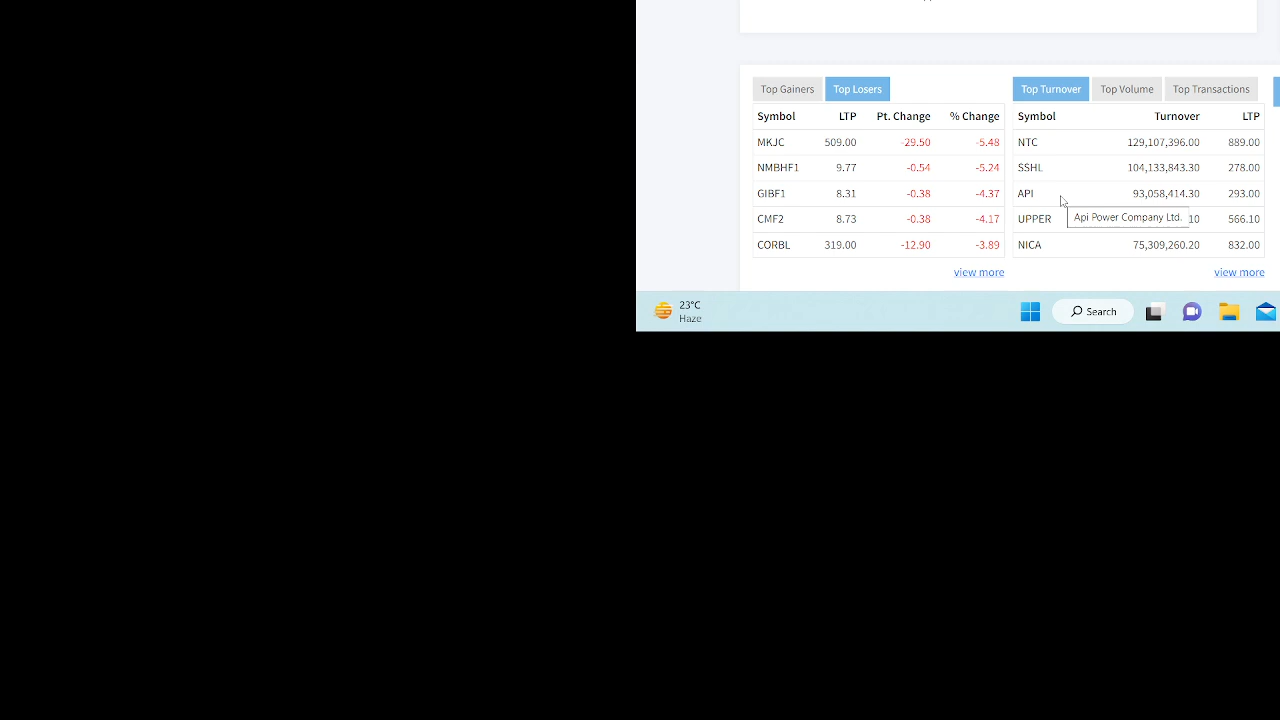 Top Gainers Top Losers
Symbol LTP Pt. Change % Change
MKJC 509.00 -29.50 -5.48
NMBHF1 9.77 -0.54 -5.24
GIBF1 8.31 -0.38 -4.37
CMF2 8.73 -0.38 -4.17
CORBL 319.00 -12.90 -3.89
view more
Top Turnover Top Volume Top Transactions
Symbol Turnover LTP
NTC 129,107,396.00 889.00
SSHL 104,133,843.30 278.00
API 93,058,414.30 293.00
UPPER 10 566.10
Api Power Company Ltd.
NICA 75,309,260.20 832.00
view more
23°C
Haze
Search